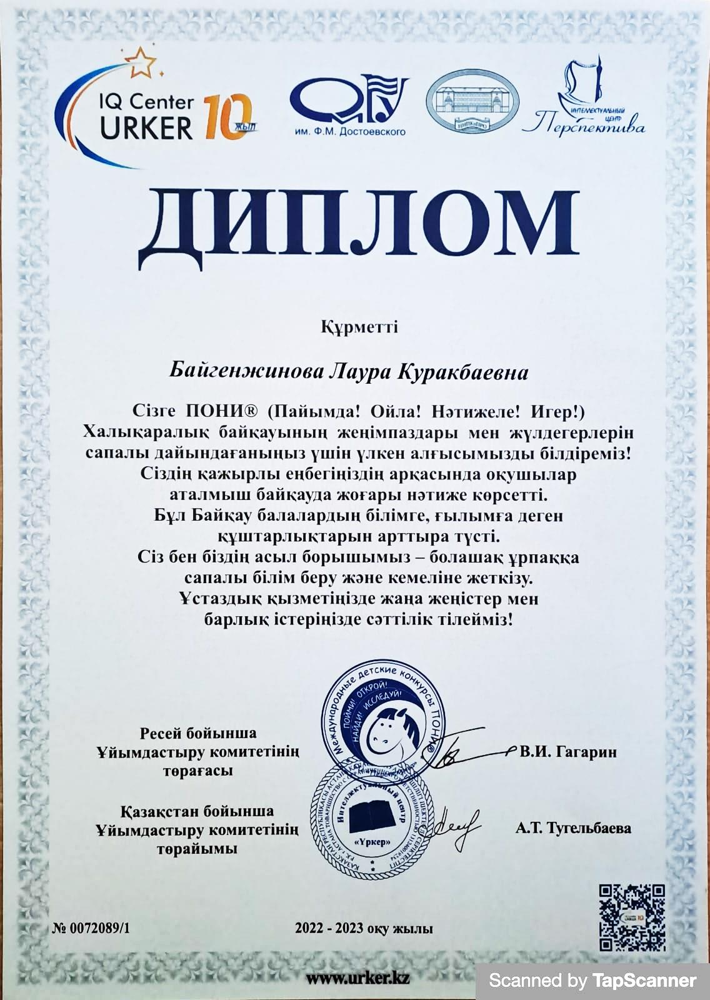 IQ Center
URKER 10
жыл
ОмГУ
им. Ф.М. Достоевского
ИНТЕЛЛЕКТУАЛЬНЫЙ
ЦЕНТР
Перспектива
ДИПЛОМ
Құрметті
Байгенжинова Лаура Куракбаевна
Сізге ПОНИ® (Пайымда! Ойла! Нәтижеле! Игер!)
Халықаралық байқауының жеңімпаздары мен жүлдегерлерін
сапалы дайындағаныңыз үшін үлкен алғысымызды білдіреміз!
Сіздің қажырлы еңбегіңіздің арқасында оқушылар
аталмыш байқауда жоғары нәтиже көрсетті.
Бұл Байқау балалардың білімге, ғылымға деген
құштарлықтарын арттыра түсті.
Сіз бен біздің асыл борышымыз – болашақ ұрпаққа
сапалы білім беру және кемеліне жеткізу.
Ұстаздық қызметіңізде жаңа жеңістер мен
барлық істеріңізде сәттілік тілейміз!
Международные детские конкурсы ПОНИ®
ПОЙМИ! ОТКРОЙ!
НАЙДИ! ИССЛЕДУЙ!
Ресей бойынша
Ұйымдастыру комитетінің
төрағасы
В.И. Гагарин
Интеллектуальный центр
«Үркер»
Қазақстан бойынша
Ұйымдастыру комитетінің
төрайымы
А.Т. Тугельбаева
№ 0072089/1
2022 - 2023 оқу жылы
www.urker.kz
Scanned by TapScanner